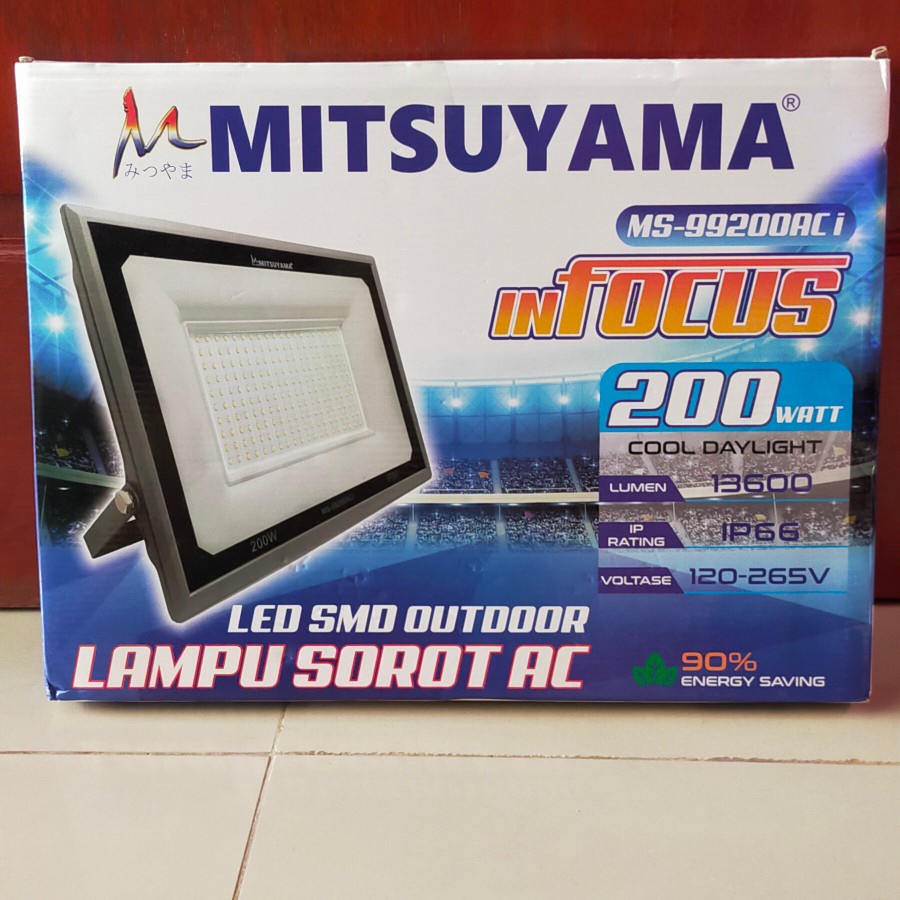 MITSUYAMA®
みつやま
MS-99200AC i
INFOCUS
MITSUYAMA
200 WATT
COOL DAYLIGHT
LUMEN 13600
IP RATING IP66
VOLTASE 120-265V
200W
LED SMD OUTDOOR
LAMPU SOROT AC
90%
ENERGY SAVING